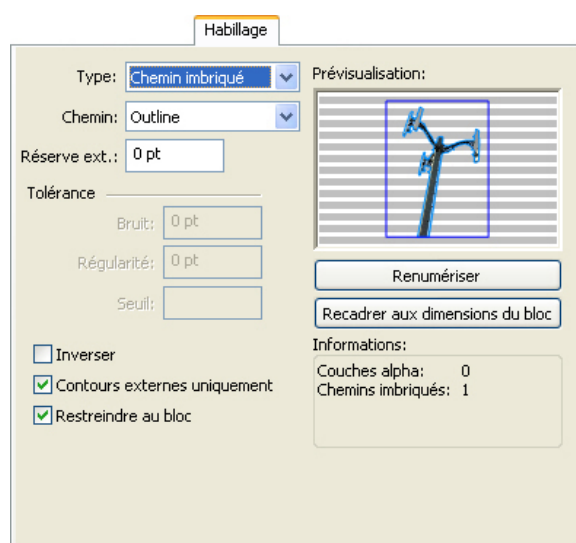 Habillage
Type: Chemin imbriqué
Chemin: Outline
Réserve ext.: 0 pt
Tolérance
Bruit: 0 pt
Régularité: 0 pt
Seuil:
Inverser
Contours externes uniquement
Restreindre au bloc
Prévisualisation:
Renumériser
Recadrer aux dimensions du bloc
Informations:
Couches alpha: 0
Chemins imbriqués: 1